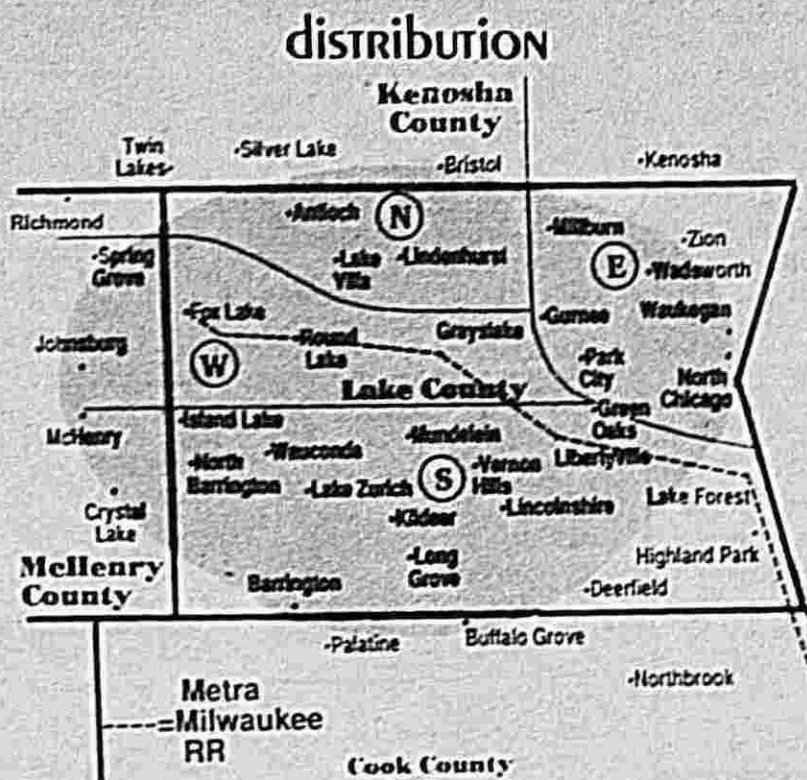 distribution
Kenosha
County
Twin
Lakes
Silver Lake
Bristol
Kenosha
Richmond
Antioch
N
Millburn
Zion
Spring
Grove
Lake
Villa
Lindenhurst
E
Wadsworth
Fox Lake
Round
Lake
Grayslake
Gurnee
Waukegan
Johnsburg
W
Park
City
North
Chicago
Lake County
McHenry
Island Lake
Mundelein
Green
Oaks
North
Barrington
Wauconda
Lake Zurich
S
Vernon
Hills
Libertyville
Crystal
Lake
Kildeer
Lincolnshire
Lake Forest
McHenry
County
Barrington
Long
Grove
Highland Park
Deerfield
Palatine
Buffalo Grove
Northbrook
Metra
=Milwaukee
RR
Cook County